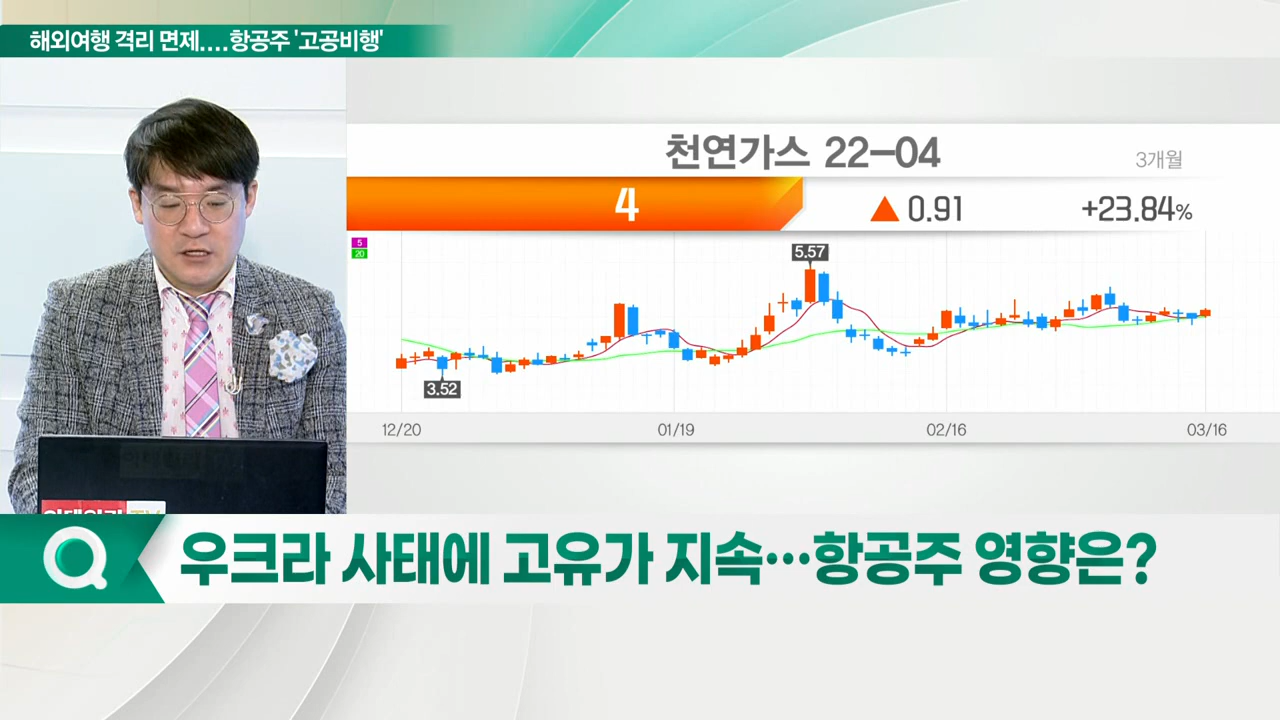 해외여행 격리 면제....항공주 '고공비행'
천연가스 22-04
3개월
4 ▲ 0.91 +23.84%
5
20
5.57
3.52
12/20 01/19 02/16 03/16
Q 우크라 사태에 고유가 지속…항공주 영향은?